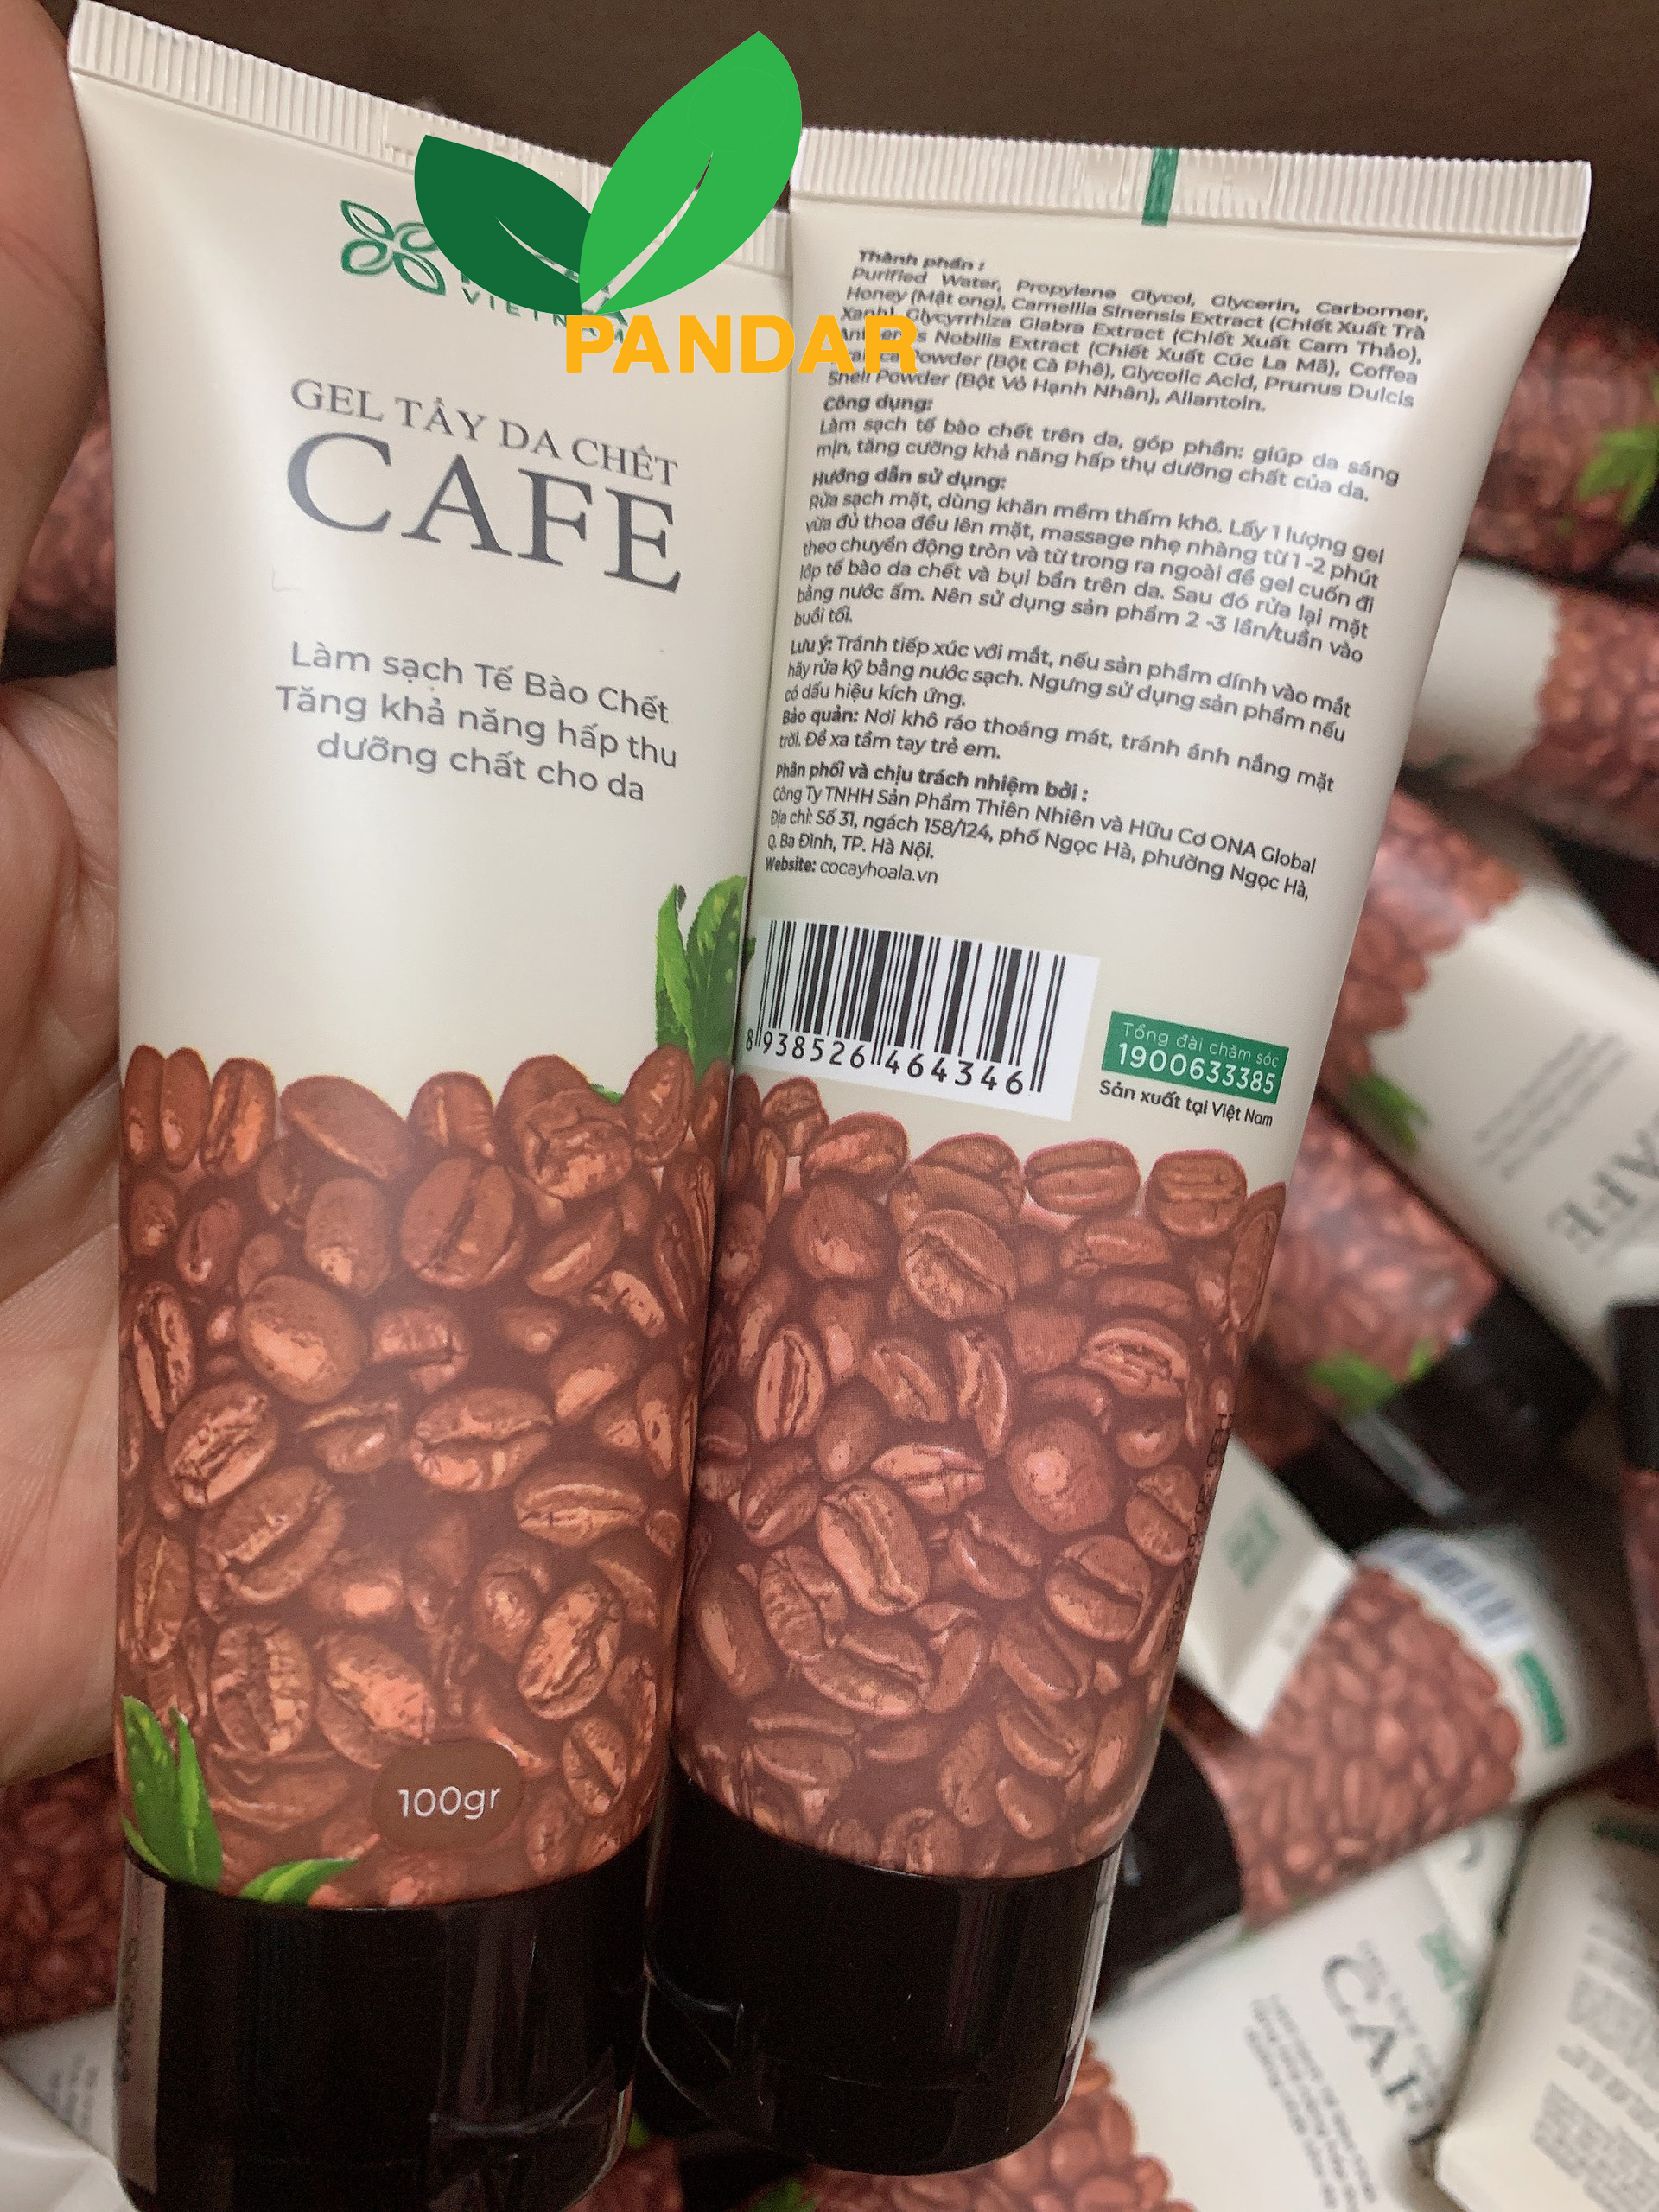 PANDAR
GEL TẨY DA CHẾT
CAFE
Làm sạch Tế Bào Chết
Tăng khả năng hấp thu
dưỡng chất cho da
100gr
Thành phần :
Purified Water, Propylene Glycol, Glycerin, Carbomer,
Honey (Mật ong), Camellia Sinensis Extract (Chiết Xuất Trà
Xanh), Glycyrrhiza Glabra Extract (Chiết Xuất Cam Thảo),
Nobilis Extract (Chiết Xuất Cúc La Mã), Coffea
Powder (Bột Cà Phê), Glycolic Acid, Prunus Dulcis
Shell Powder (Bột Vỏ Hạnh Nhân), Allantoin.
Công dụng:
Làm sạch tế bào chết trên da, góp phần: giúp da sáng
mịn, tăng cường khả năng hấp thụ dưỡng chất của da.
Hướng dẫn sử dụng:
Rửa sạch mặt, dùng khăn mềm thấm khô. Lấy 1 lượng gel
vừa đủ thoa đều lên mặt, massage nhẹ nhàng từ 1-2 phút
theo chuyển động tròn và từ trong ra ngoài để gel cuốn đi
lớp tế bào da chết và bụi bẩn trên da. Sau đó rửa lại mặt
bằng nước ấm. Nên sử dụng sản phẩm 2 -3 lần/tuần vào
buổi tối.
Lưu ý: Tránh tiếp xúc với mắt, nếu sản phẩm dính vào mắt
hãy rửa kỹ bằng nước sạch. Ngưng sử dụng sản phẩm nếu
có dấu hiệu kích ứng.
Bảo quản: Nơi khô ráo thoáng mát, tránh ánh nắng mặt
trời. Để xa tầm tay trẻ em.
Phân phối và chịu trách nhiệm bởi :
Công Ty TNHH Sản Phẩm Thiên Nhiên và Hữu Cơ ONA Global
Địa chỉ: Số 31, ngách 158/124, phố Ngọc Hà, phường Ngọc Hà,
Q. Ba Đình, TP. Hà Nội.
Website: cocayhoala.vn
8 938526 464346
Tổng đài chăm sóc
1900633385
Sản xuất tại Việt Nam